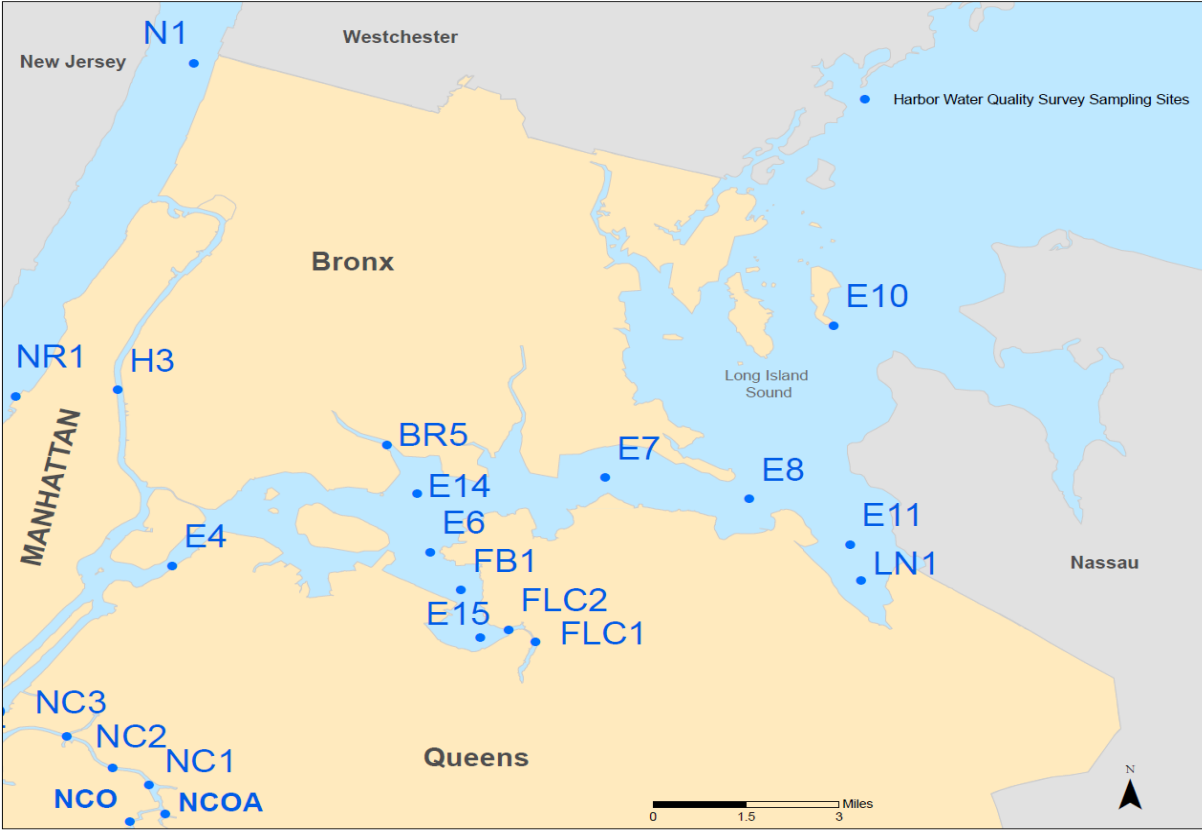 N1
Westchester
New Jersey
Harbor Water Quality Survey Sampling Sites
Bronx
E10
NR1
H3
Long Island
Sound
MANHATTAN
BR5
E7
E14
E8
E6
E11
E4
FB1
LN1
Nassau
E15
FLC2
FLC1
NC3
NC2
NC1
Queens
NCO
NCOA
N
Miles
0
1.5
3